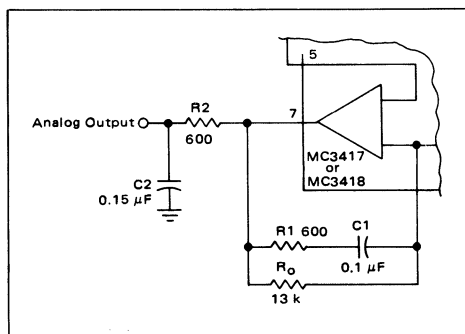 5
R2
7
Analog Output
600
MC3417
or
MC3418
C2
0.15 μF
R1 600
C1
0.1 μF
Ro
13 k